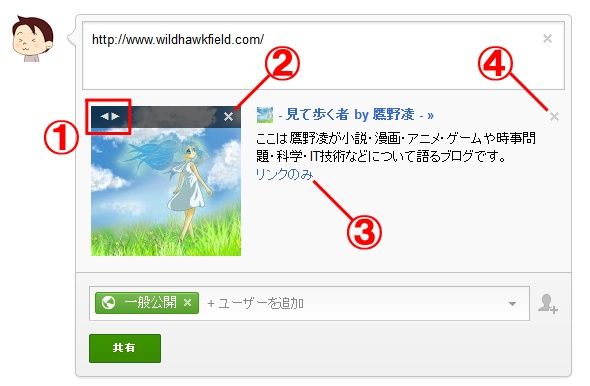 http://www.wildhawkfield.com/
②
④
①
- 見て歩く者 by 鷹野凌 - »
ここは鷹野凌が小説・漫画・アニメ・ゲームや時事問
題・科学・IT技術などについて語るブログです。
リンクのみ
③
一般公開
+ ユーザーを追加
共有